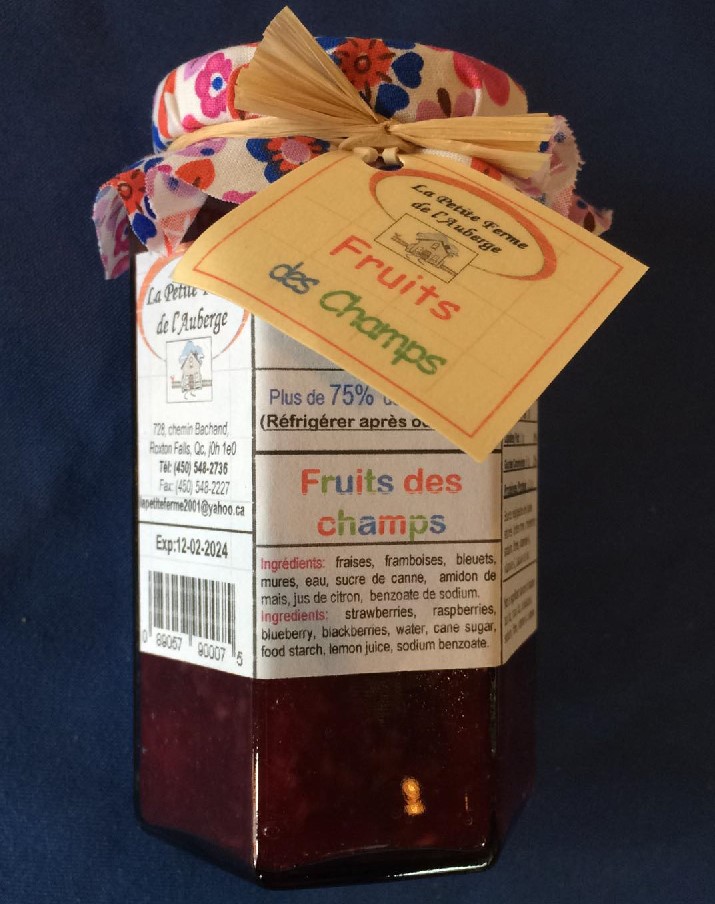 La Petite Ferme
de l'Auberge
Fruits
des Champs
La Petite
de l'Auberge
728, chemin Bachand,
Roxton Falls, Qc, j0h 1e0
Tél: (450) 548-2736
Fax: (450) 548-2227
lapetiteferme2001@yahoo.ca
Exp:12-02-2024
0 89057 90007 5
Plus de 75%
(Réfrigérer après
Fruits des
champs
Ingrédients: fraises, framboises, bleuets,
mures, eau, sucre de canne, amidon de
mais, jus de citron, benzoate de sodium.
Ingredients: strawberries, raspberries,
blueberry, blackberries, water, cane sugar,
food starch, lemon juice, sodium benzoate.